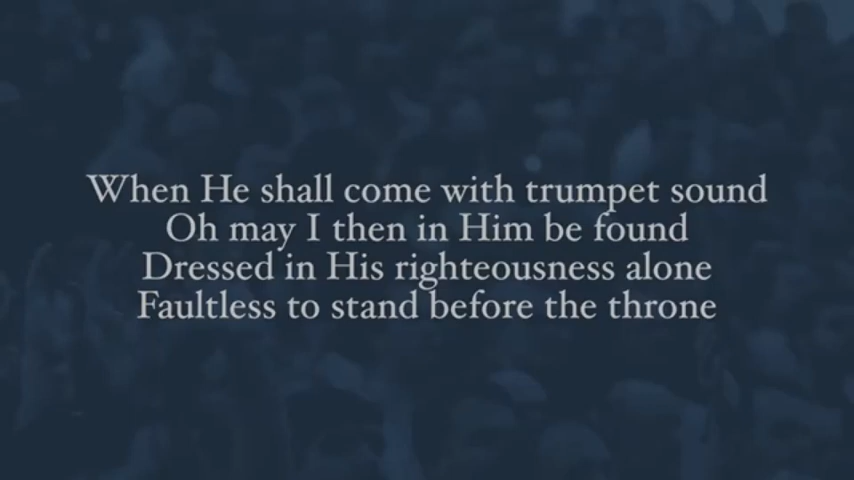 When He shall come with trumpet sound
Oh may I then in Him be found
Dressed in His righteousness alone
Faultless to stand before the throne